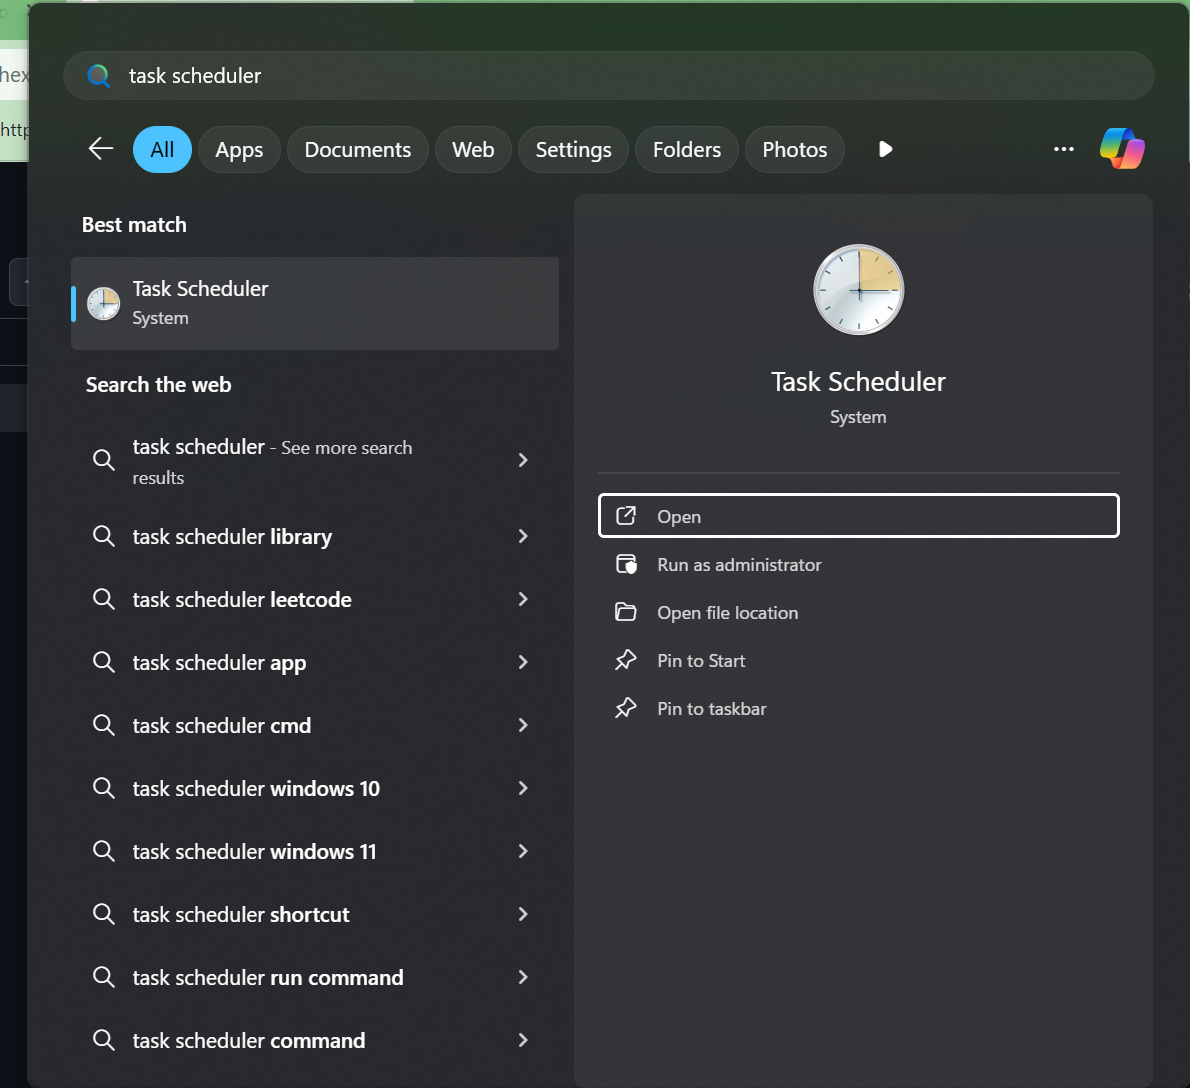 hex
http
task scheduler
All
Apps
Documents
Web
Settings
Folders
Photos
Best match
Task Scheduler
System
Search the web
task scheduler - See more search
results
task scheduler library
task scheduler leetcode
task scheduler app
task scheduler cmd
task scheduler windows 10
task scheduler windows 11
task scheduler shortcut
task scheduler run command
task scheduler command
Task Scheduler
System
Open
Run as administrator
Open file location
Pin to Start
Pin to taskbar